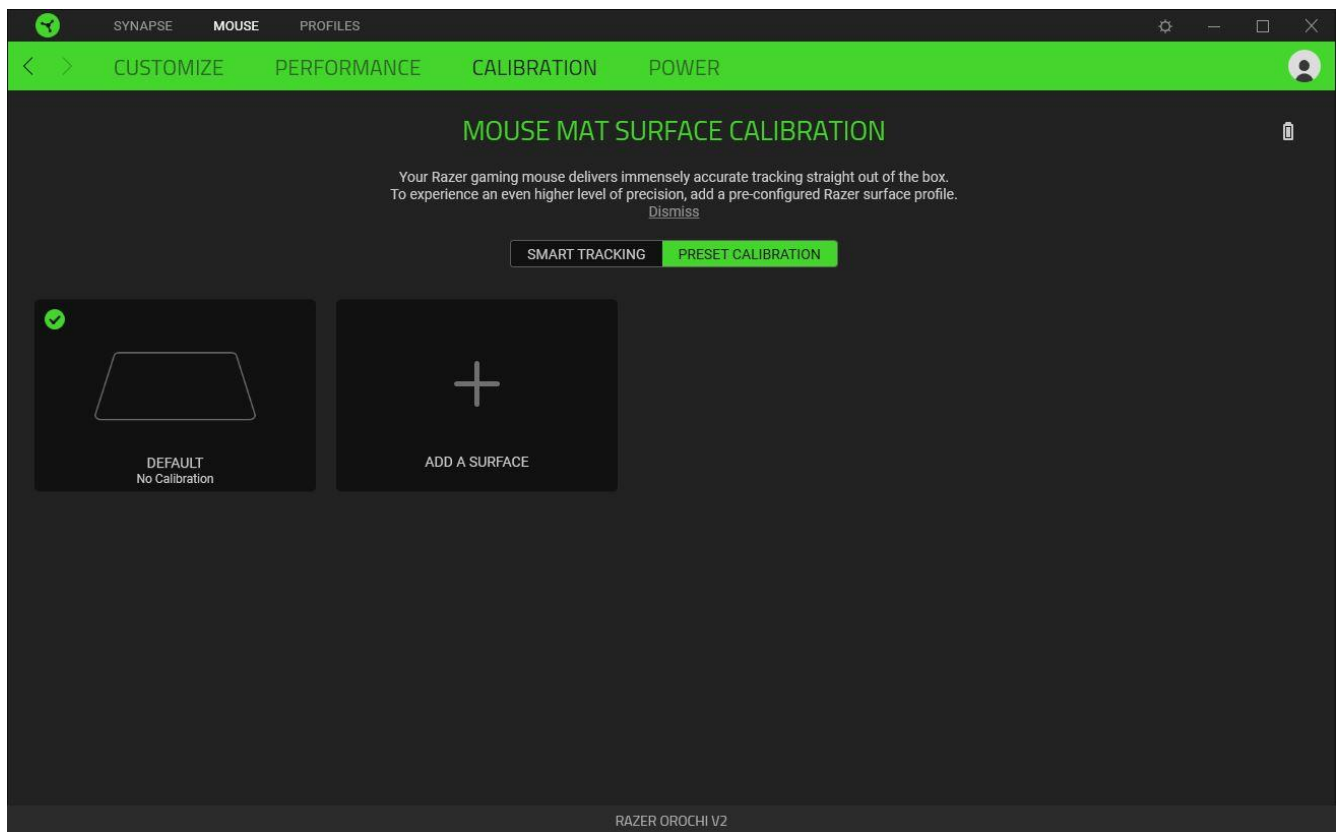 SYNAPSE MOUSE PROFILES
CUSTOMIZE PERFORMANCE CALIBRATION POWER
MOUSE MAT SURFACE CALIBRATION
Your Razer gaming mouse delivers immensely accurate tracking straight out of the box.
To experience an even higher level of precision, add a pre-configured Razer surface profile.
Dismiss
SMART TRACKING PRESET CALIBRATION
DEFAULT
No Calibration
ADD A SURFACE
RAZER OROCHI V2